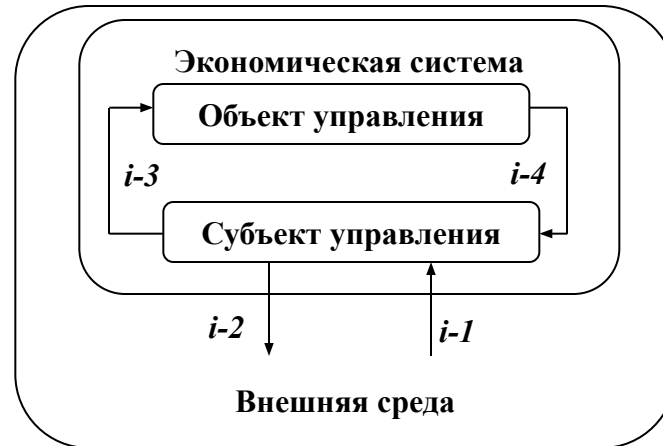 Экономическая система
Объект управления
i-3
i-4
Субъект управления
i-2
i-1
Внешняя среда